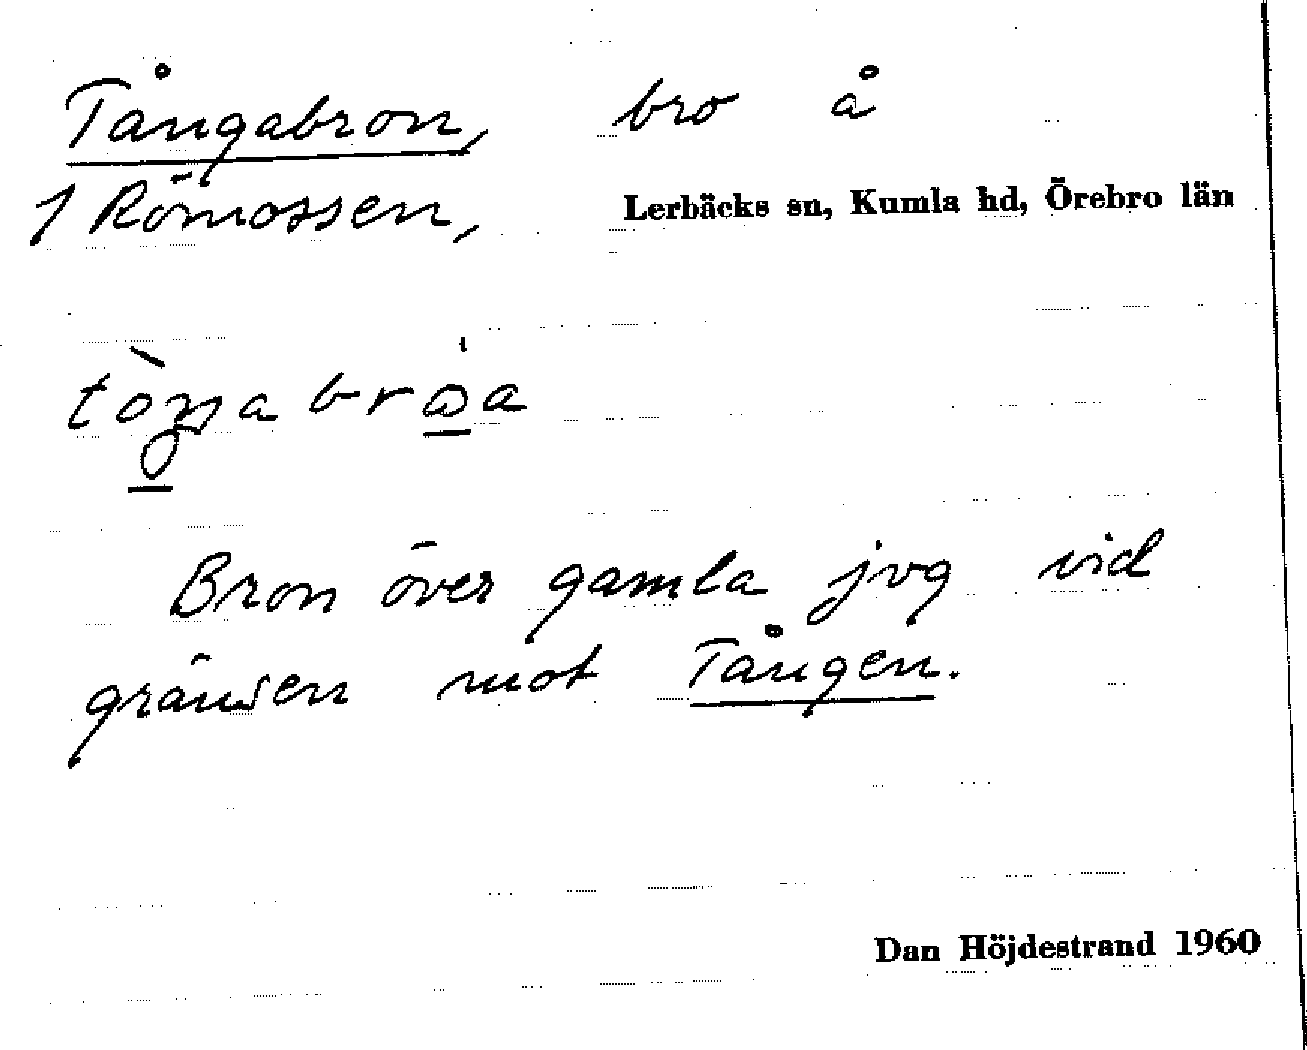 Tångabron, bro å
1 Römossen, Lerbäcks sn, Kumla hd, Örebro län
Bron över gamla jvg vid
gränsen mot Tången.
Dan Höjdestrand 1960